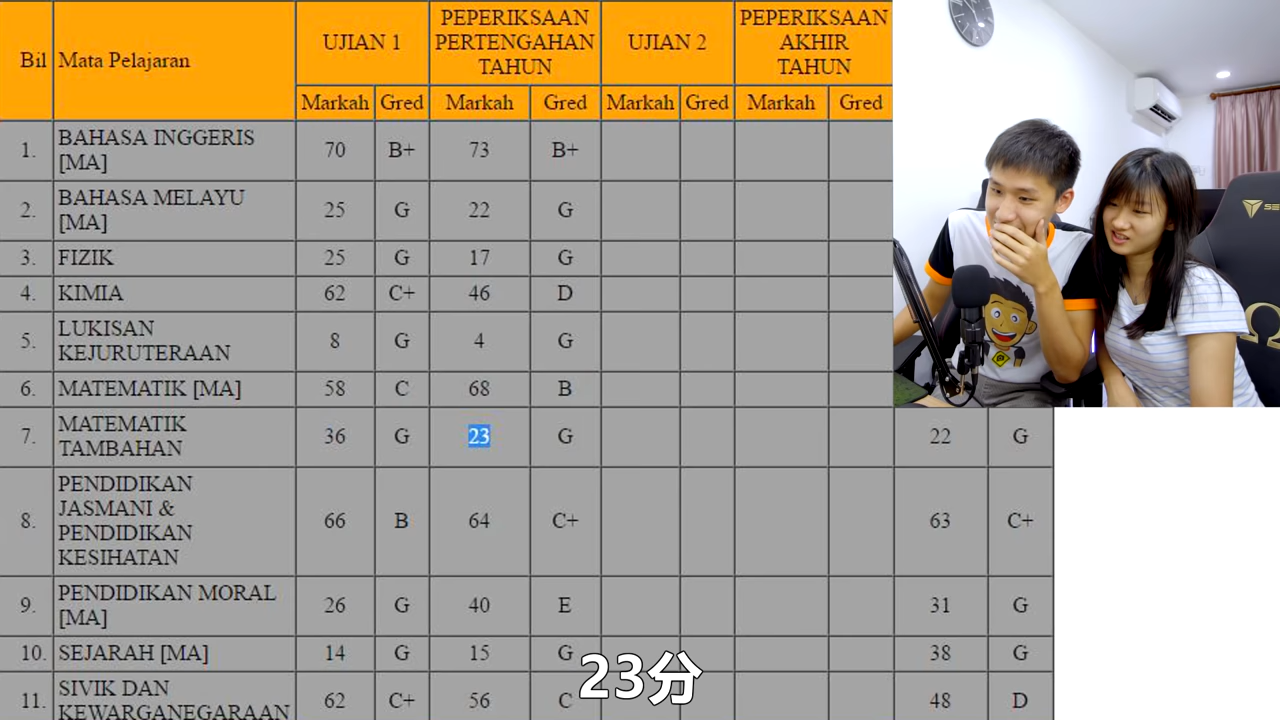 Bil Mata Pelajaran UJIAN 1 PEPERIKSAAN PERTENGAHAN TAHUN UJIAN 2 PEPERIKSAAN AKHIR TAHUN
Markah Gred Markah Gred Markah Gred Markah Gred
1. BAHASA INGGERIS [MA] 70 B+ 73 B+
2. BAHASA MELAYU [MA] 25 G 22 G
3. FIZIK 25 G 17 G
4. KIMIA 62 C+ 46 D
5. LUKISAN KEJURUTERAAN 8 G 4 G
6. MATEMATIK [MA] 58 C 68 B
7. MATEMATIK TAMBAHAN 36 G 23 G 22 G
8. PENDIDIKAN JASMANI & PENDIDIKAN KESIHATAN 66 B 64 C+ 63 C+
9. PENDIDIKAN MORAL [MA] 26 G 40 E 31 G
10. SEJARAH [MA] 14 G 15 G 38 G
11. SIVIK DAN KEWARGANEGARAAN 62 C+ 56 C 48 D
23分